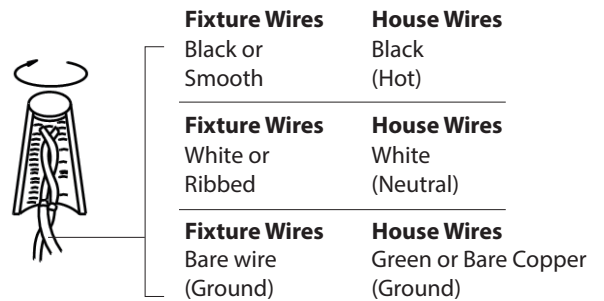 Fixture Wires House Wires
Black or Black
Smooth (Hot)
Fixture Wires House Wires
White or White
Ribbed (Neutral)
Fixture Wires House Wires
Bare wire Green or Bare Copper
(Ground) (Ground)